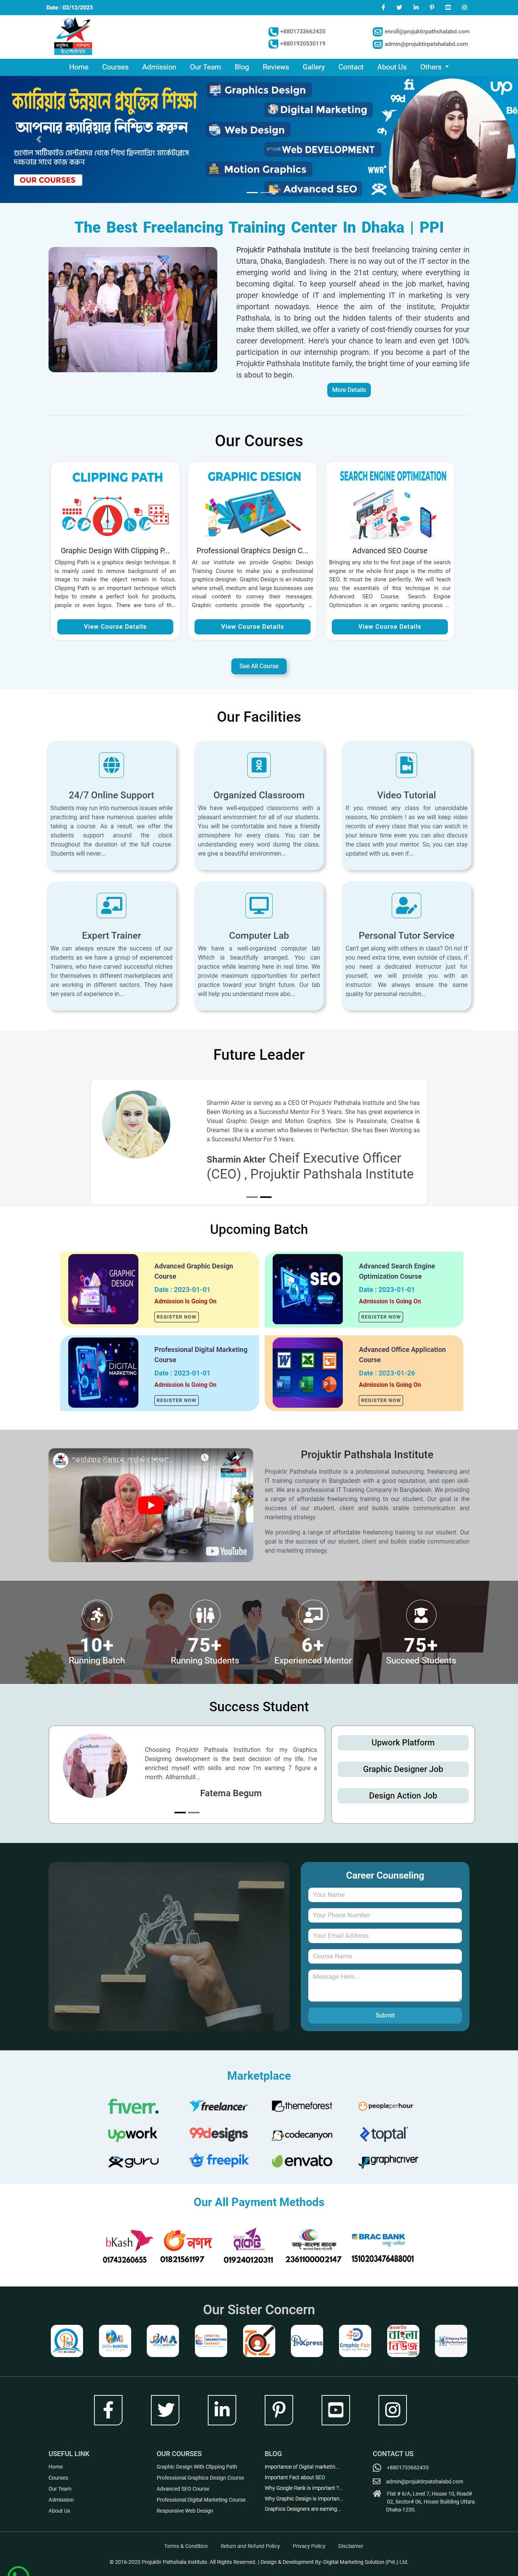 Date : 02/12/2023
+8801733662435
enroll@projuktirpathshalabd.com
+8801920530119
admin@projuktirpatshalabd.com
Home
Courses
Admission
Our Team
Blog
Reviews
Gallery
Contact
About Us
Others
ক্যারিয়ার উন্নয়নে প্রযুক্তির শিক্ষা
আপনার ক্যারিয়ার নিশ্চিত করুন
OUR COURSES
Graphics Design
Digital Marketing
Web Design
Web DEVELOPMENT
Motion Graphics
Advanced SEO
The Best Freelancing Training Center In Dhaka | PPI
Projuktir Pathshala Institute is the best freelancing training center in
Uttara, Dhaka, Bangladesh. There is no way out of the IT sector in the
emerging world and living in the 21st century, where everything is
becoming digital. To keep yourself ahead in the job market, having
proper knowledge of IT and implementing IT in marketing is very
important nowadays. Hence the aim of the institute, Projuktir
Pathshala, is to bring out the hidden talents of their students and
make them skilled, we offer a variety of cost-friendly courses for your
career development. Here's your chance to learn and even get 100%
participation in our internship program. If you become a part of the
Projuktir Pathshala Institute family, the bright time of your earning life
is about to begin.
More Details
Our Courses
CLIPPING PATH
Graphic Design With Clipping P...
Clipping Path is a graphics design technique. It
is mainly used to remove background of an
image to make the object remain in focus.
Clipping Path is an important technique which
helps to create a perfect look for products,
people or even logos. There are tons of th...
View Course Details
GRAPHIC DESIGN
Professional Graphics Design C...
At our institute we provide Graphic Design
Training Course to make you a professional
graphics designer. Graphic Design is an industry
where small, medium and large businesses use
visual content to convey their messages.
Graphic contents provide the opportunity ...
View Course Details
SEARCH ENGINE OPTIMIZATION
Advanced SEO Course
Bringing any site to the first page of the search
engine or the whole first page is the motto of
SEO. It must be done perfectly. We will teach
you the essentials of this technique in our
Advanced SEO Course. Search Engine
Optimization is an organic ranking process ...
View Course Details
See All Course
Our Facilities
24/7 Online Support
Students may run into numerous issues while
practicing and have numerous queries while
taking a course. As a result, we offer the
students support around the clock
throughout the duration of the full course.
Students will never...
Organized Classroom
We have well-equipped classrooms with a
pleasant environment for all of our students.
You will be comfortable and have a friendly
atmosphere for every class. You can be
understanding every word during the class.
we give a beautiful environmen...
Video Tutorial
If you missed any class for unavoidable
reasons, No problem ! as we will keep video
records of every class that you can watch in
your leisure time even you can also discuss
the class with your mentor. So, you can stay
updated with us, even if...
Expert Trainer
We can always ensure the success of our
students as we have a group of experienced
Trainers, who have carved successful niches
for themselves in different marketplaces and
are working in different sectors. They have
ten years of experience in...
Computer Lab
We have a well-organized computer lab
Which is beautifully arranged. You can
practice while learning here in real time. We
provide maximum opportunities for perfect
practice toward your bright future. Our lab
will help you understand more abo...
Personal Tutor Service
Can't get along with others in class? Ori no! If
you need extra time, even outside of class, if
you need a dedicated instructor just for
yourself, we will provide you with an
instructor. We always ensure the same
quality for personal recruitm...
Future Leader
Sharmin Akter is serving as a CEO Of Projuktir Pathshala Institute and She has
Been Working as a Successful Mentor For 5 Years. She has great experience in
Visual Graphic Design and Motion Graphics. She is Passionate, Creative &
Dreamer. She is a women who Believes in Perfection. She has Been Working as
a Successful Mentor For 5 Years.
Sharmin Akter Cheif Executive Officer
(CEO) , Projuktir Pathshala Institute
Upcoming Batch
GRAPHIC
DESIGN
Advanced Graphic Design
Course
Date : 2023-01-01
Admission Is Going On
REGISTER NOW
SEO
Advanced Search Engine
Optimization Course
Date : 2023-01-01
Admission Is Going On
REGISTER NOW
DIGITAL
MARKETING
Professional Digital Marketing
Course
Date : 2023-01-01
Admission Is Going On
REGISTER NOW
Advanced Office Application
Course
Date : 2023-01-26
Admission Is Going On
REGISTER NOW
"ক্যারিয়ার উন্নয়নে প্রযুক্তির শিক্ষা"
YouTube
Projuktir Pathshala Institute
Projuktir Pathshala Institute is a professional outsourcing, freelancing and
IT training company in Bangladesh with a good reputation, and open skill-
set. We are a professional IT Training Company in Bangladesh. We providing
a range of affordable freelancing training to our student. Our goal is the
success of our student, client and builds stable communication and
marketing strategy.
We providing a range of affordable freelancing training to our student. Our
goal is the success of our student, client and builds stable communication
and marketing strategy.
10+
Running Batch
75+
Running Students
6+
Experienced Mentor
75+
Succeed Students
Success Student
Choosing Projuktir Pathsala Institution for my Graphics
Designing development is the best decision of my life. I've
enriched myself with skills and now I'm earning 7 figure a
month. Allhamdulil...
Fatema Begum
Upwork Platform
Graphic Designer Job
Design Action Job
Career Counseling
Your Name
Your Phone Number
Your Email Address
Course Name
Message Here...
Submit
Marketplace
fiverr.
freelancer
themeforest
peopleperhour
upwork
99designs
codecanyon
toptal
guru
freepik
envato
graphicriver
Our All Payment Methods
bKash
01743260655
নগদ
01821561197
রকেট
019240120311
2361100002147
BRAC BANK
1510203476488001
Our Sister Concern
USEFUL LINK
Home
Courses
Our Team
Admission
About Us
OUR COURSES
Graphic Design With Clipping Path
Professional Graphics Design Course
Advanced SEO Course
Professional Digital Marketing Course
Responsive Web Design
BLOG
Importance of Digital marketin...
Important Fact about SEO
Why Google Rank is important ?...
Why Graphic Design is Importan...
Graphics Designers are earning...
CONTACT US
+8801733662435
admin@projuktirpatshalabd.com
Flat # 6/A, Level 7, House 10, Road#
02, Sector# 06, House Building Uttara
Dhaka-1230.
Terms & Condition
Return and Refund Policy
Privacy Policy
Disclaimer
© 2016-2023 Projuktir Pathshala Institute. All Rights Reserved. | Design & Development By: Digital Marketing Solution (Pvt.) Ltd.